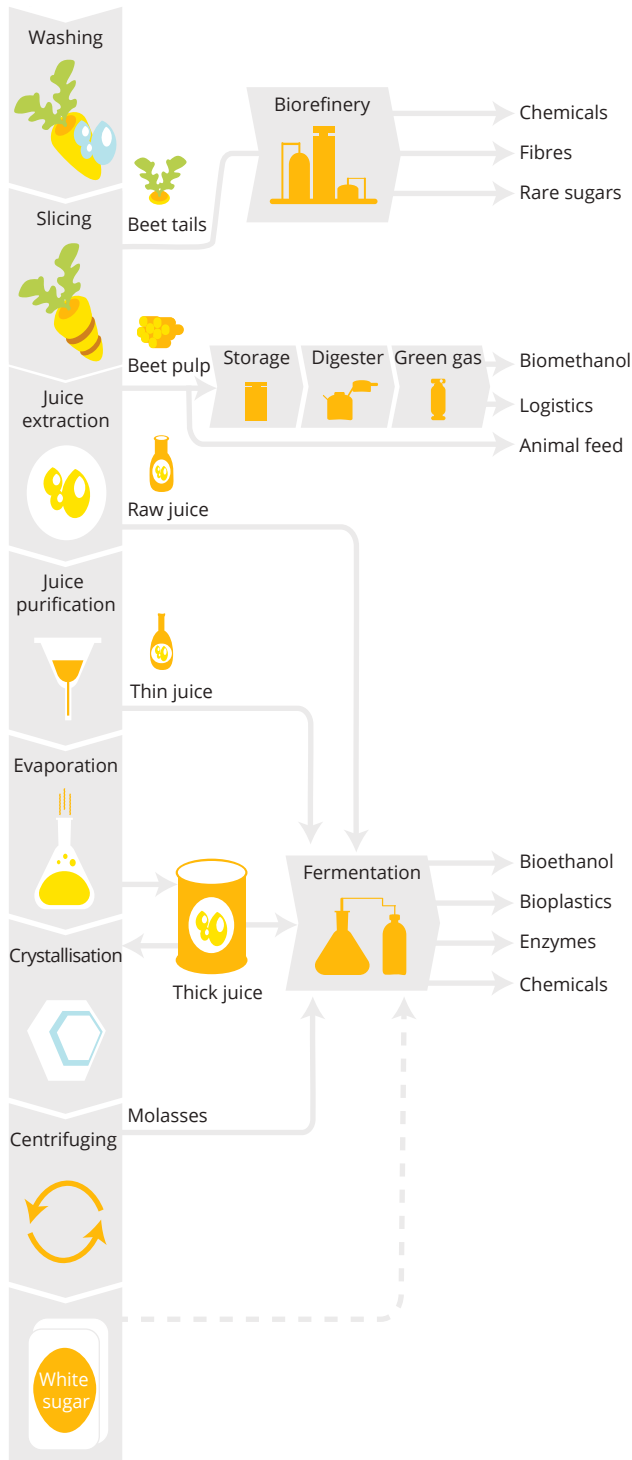 Washing
Biorefinery
Chemicals
Fibres
Rare sugars
Slicing
Beet tails
Beet pulp
Storage
Digester
Green gas
Biomethanol
Logistics
Animal feed
Juice
extraction
Raw juice
Juice
purification
Thin juice
Evaporation
Fermentation
Bioethanol
Bioplastics
Enzymes
Chemicals
Crystallisation
Thick juice
Molasses
Centrifuging
White
sugar